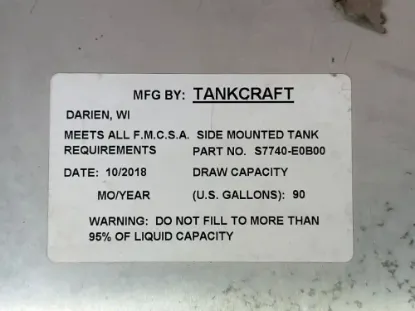 MFG BY: TANKCRAFT
DARIEN, WI
MEETS ALL F.M.C.S.A. SIDE MOUNTED TANK
REQUIREMENTS PART NO. S7740-E0B00
DATE: 10/2018 DRAW CAPACITY
MO/YEAR (U.S. GALLONS): 90
WARNING: DO NOT FILL TO MORE THAN
95% OF LIQUID CAPACITY